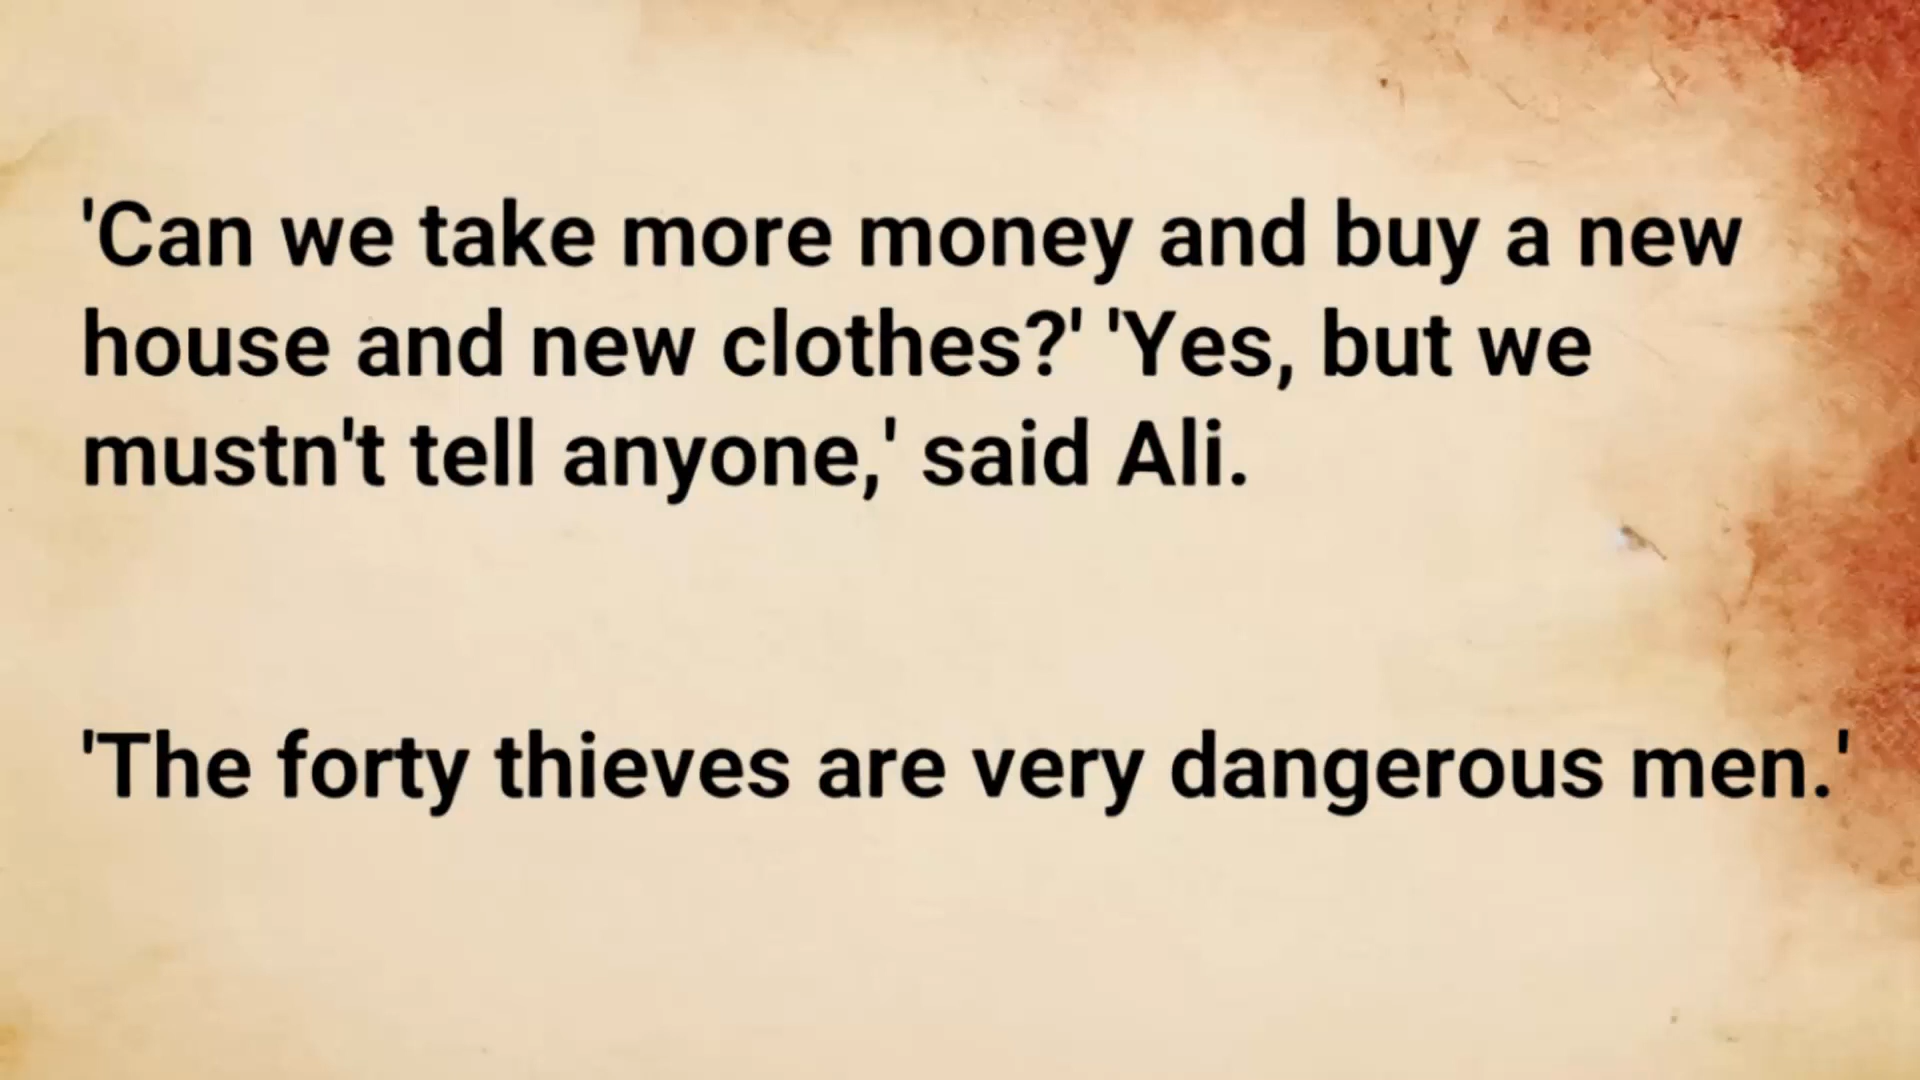 'Can we take more money and buy a new
house and new clothes?' 'Yes, but we
mustn't tell anyone,' said Ali.
'The forty thieves are very dangerous men.'